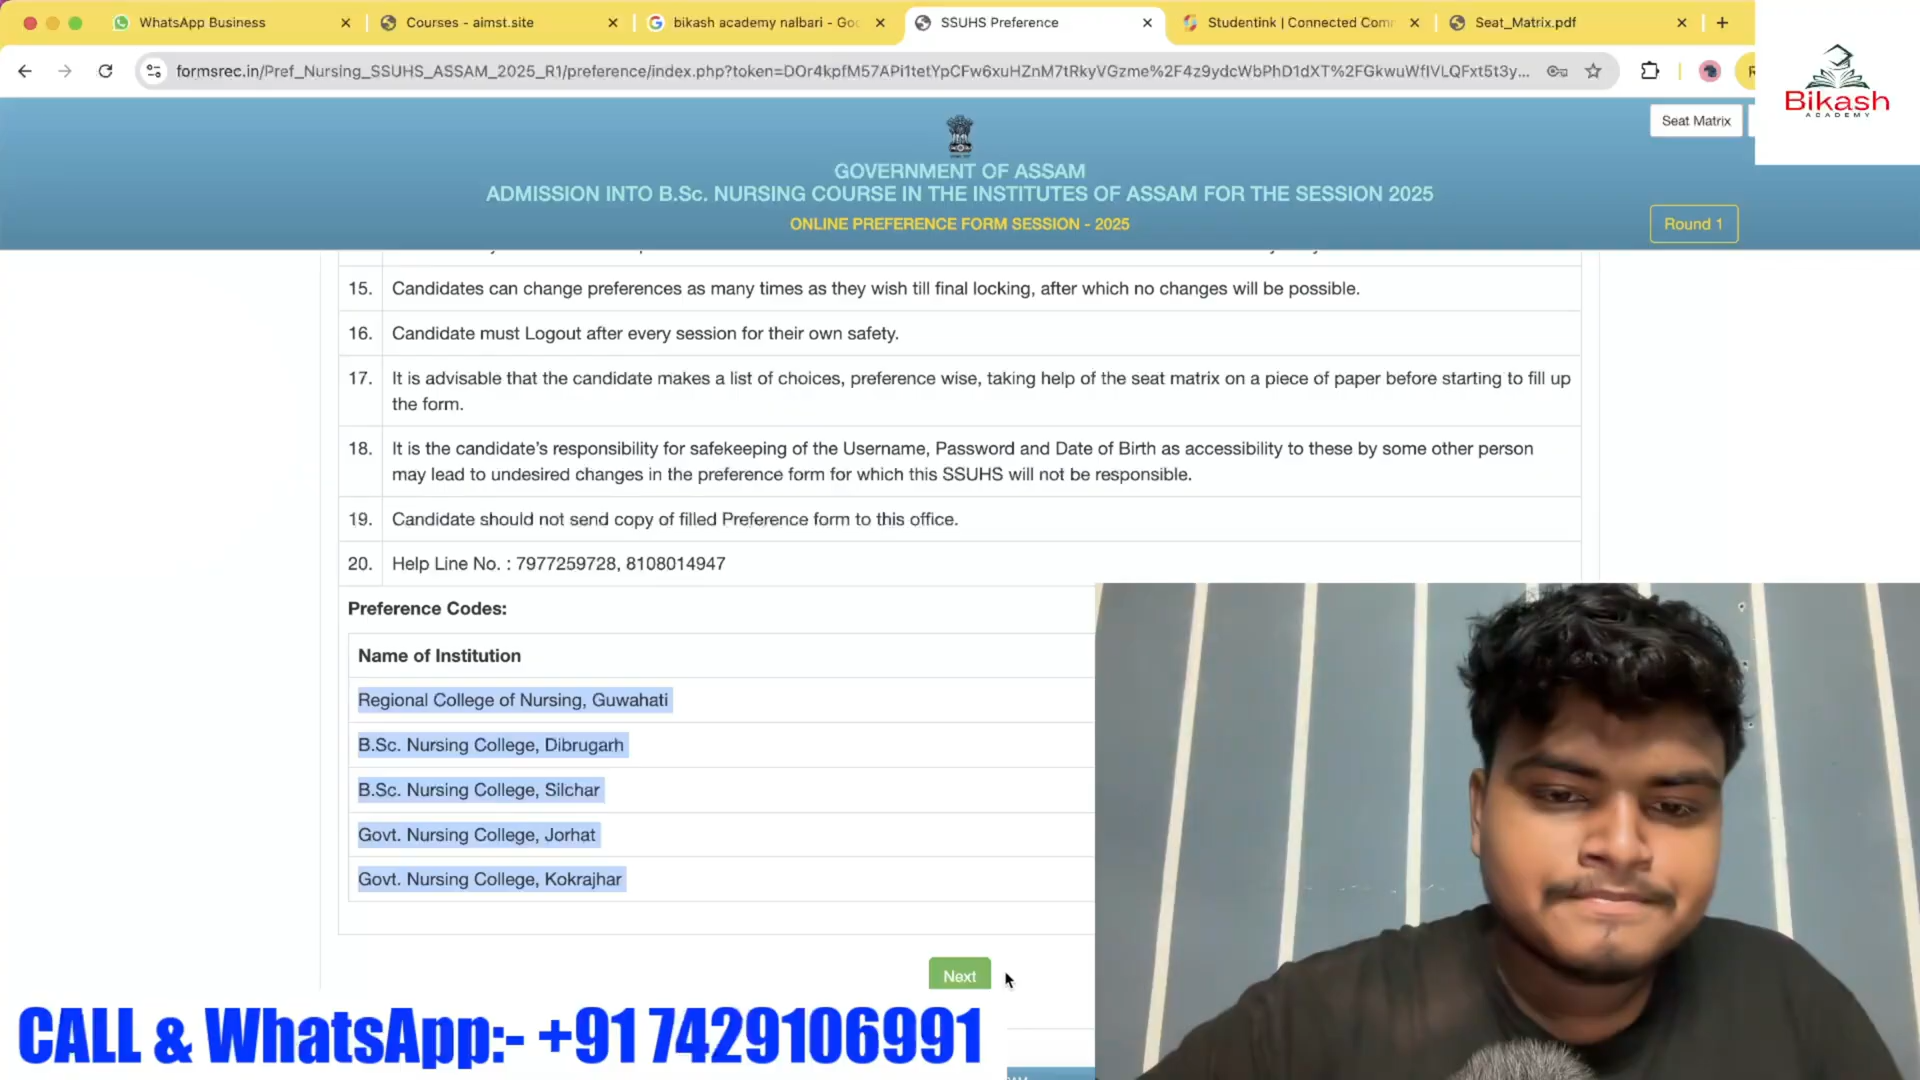 WhatsApp Business
Courses - aimst.site
bikash academy nalbari - Goo
SSUHS Preference
Studentink | Connected Com
Seat_Matrix.pdf
formsrec.in/Pref_Nursing_SSUHS_ASSAM_2025_R1/preference/index.php?token=DOr4kpfM57APi1tetYpCFw6xuHZnM7tRkyVGzme%2F4z9ydcWbPhD1dXT%2FGkwuWfIVLQFxt5t3y...
Bikash
ACADEMY
Seat Matrix
GOVERNMENT OF ASSAM
ADMISSION INTO B.Sc. NURSING COURSE IN THE INSTITUTES OF ASSAM FOR THE SESSION 2025
ONLINE PREFERENCE FORM SESSION - 2025
Round 1
15. Candidates can change preferences as many times as they wish till final locking, after which no changes will be possible.
16. Candidate must Logout after every session for their own safety.
17. It is advisable that the candidate makes a list of choices, preference wise, taking help of the seat matrix on a piece of paper before starting to fill up
the form.
18. It is the candidate's responsibility for safekeeping of the Username, Password and Date of Birth as accessibility to these by some other person
may lead to undesired changes in the preference form for which this SSUHS will not be responsible.
19. Candidate should not send copy of filled Preference form to this office.
20. Help Line No. : 7977259728, 8108014947
Preference Codes:
Name of Institution
Regional College of Nursing, Guwahati
B.Sc. Nursing College, Dibrugarh
B.Sc. Nursing College, Silchar
Govt. Nursing College, Jorhat
Govt. Nursing College, Kokrajhar
Next
CALL & WhatsApp:- +91 7429106991